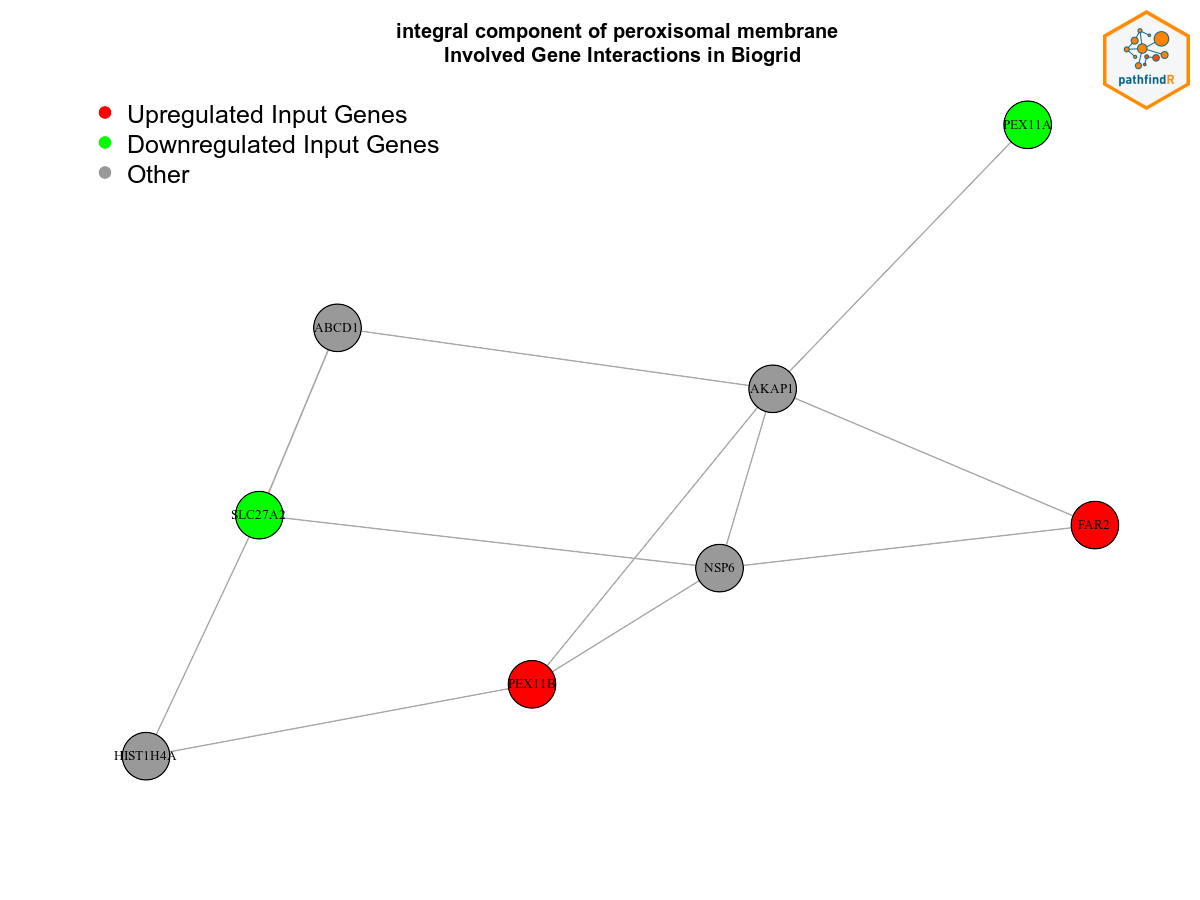 integral component of peroxisomal membrane
Involved Gene Interactions in Biogrid
pathfindR
Upregulated Input Genes
Downregulated Input Genes
Other
PEX11A
ABCD1
AKAP1
SLC27A2
FAR2
NSP6
PEX11B
HIST1H4A